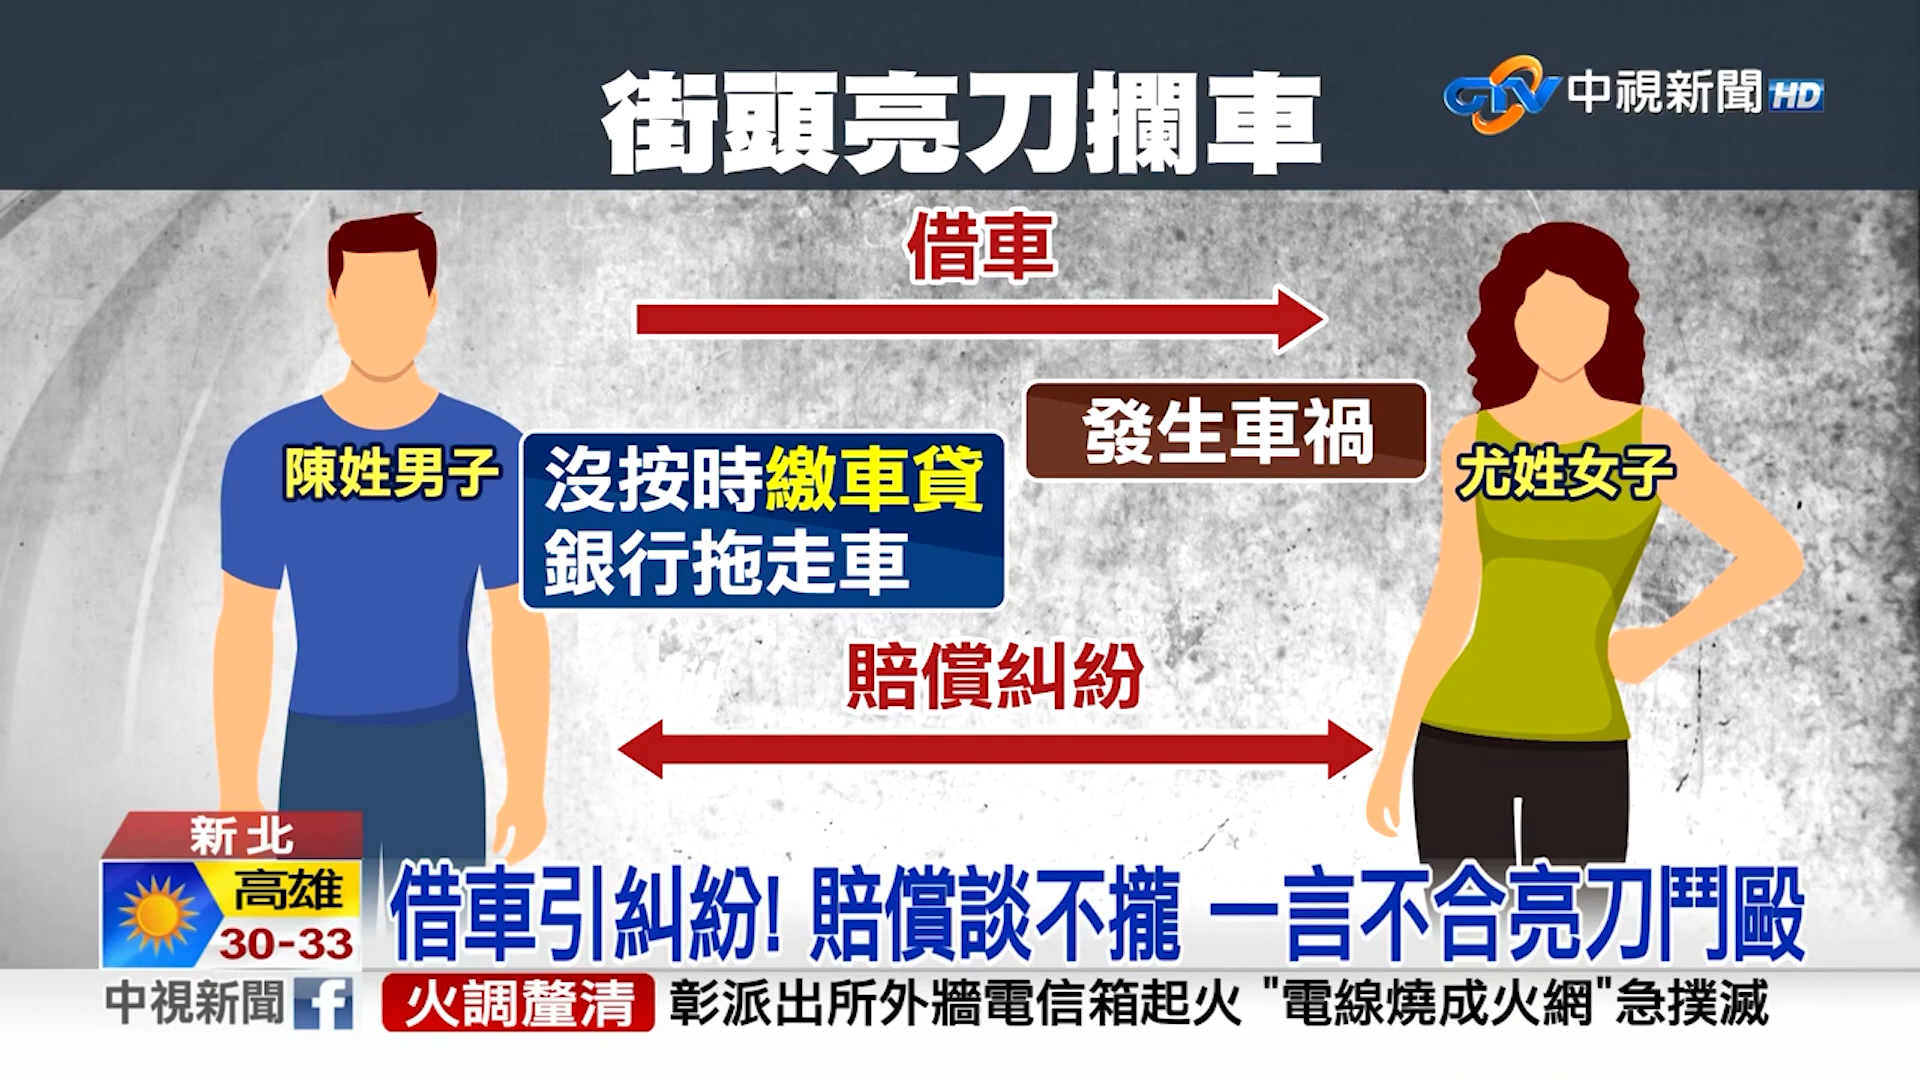 街頭亮刀攔車
CTV中視新聞HD
借車
發生車禍
陳姓男子
尤姓女子
沒按時繳車貸
銀行拖走車
賠償糾紛
新北
高雄
30-33
借車引糾紛! 賠償談不攏 一言不合亮刀鬥毆
中視新聞 f
火調釐清 彰派出所外牆電信箱起火 "電線燒成火網"急撲滅